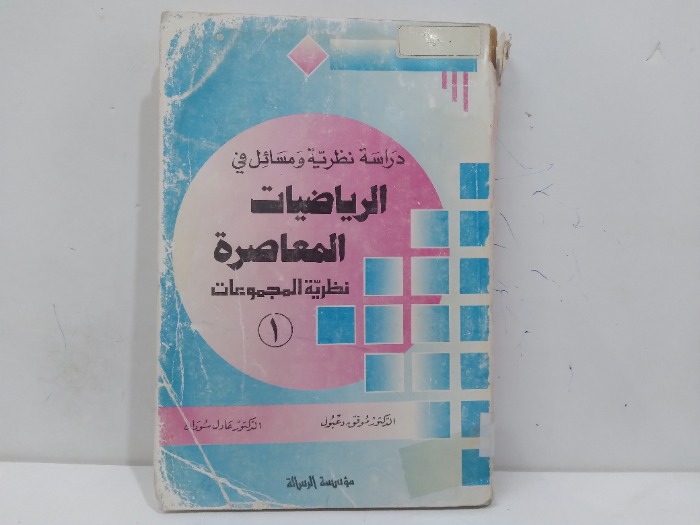 دراسة نظرية ومسائل في
الرياضيات
المعاصرة
نظرية المجموعات
١
الدكتور موفق دعبول
الدكتور عادل سودان
مؤسسة الرسالة